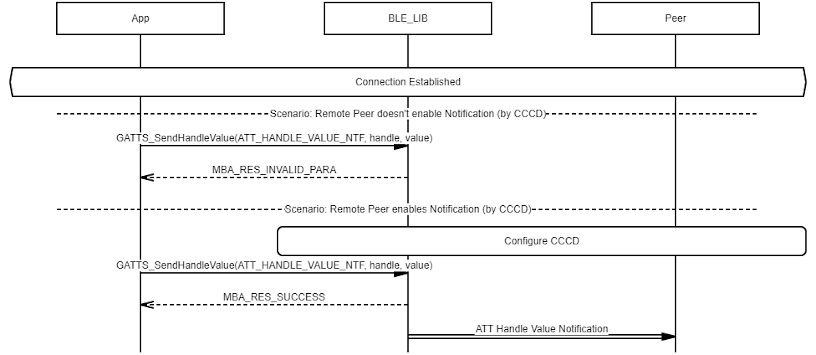 App
BLE_LIB
Peer
Connection Established
Scenario: Remote Peer doesn't enable Notification (by CCCD)
GATTS_SendHandleValue(ATT_HANDLE_VALUE_NTF, handle, value)
MBA_RES_INVALID_PARA
Scenario: Remote Peer enables Notification (by CCCD)
Configure CCCD
GATTS_SendHandleValue(ATT_HANDLE_VALUE_NTF, handle, value)
MBA_RES_SUCCESS
ATT Handle Value Notification